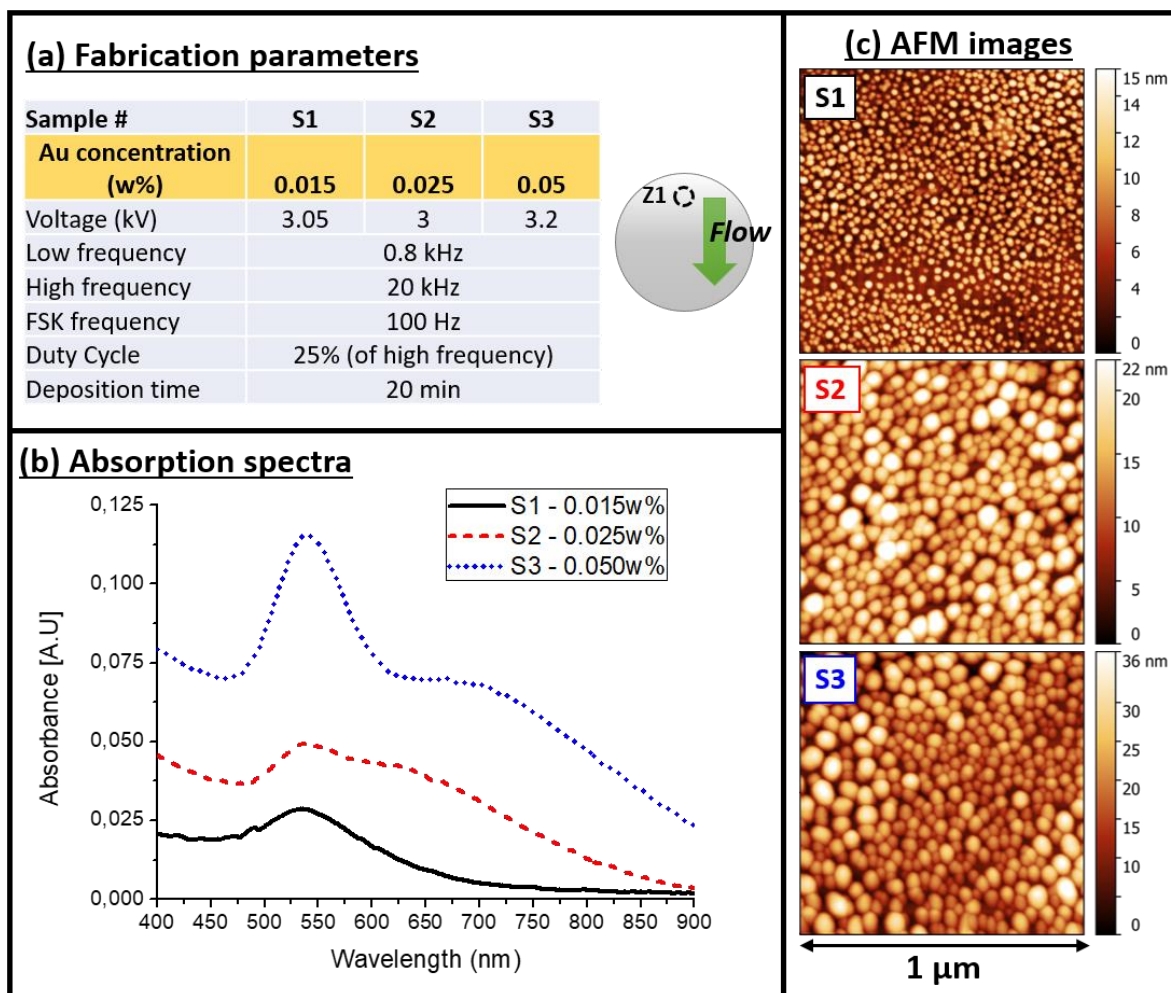 (a) Fabrication parameters
Sample # S1 S2 S3
Au concentration
(w%) 0.015 0.025 0.05
Voltage (kV) 3.05 3 3.2
Low frequency 0.8 kHz
High frequency 20 kHz
FSK frequency 100 Hz
Duty Cycle 25% (of high frequency)
Deposition time 20 min
Z1
Flow
(b) Absorption spectra
S1 - 0.015w%
S2 - 0.025w%
S3 - 0.050w%
0,125
0,100
0,075
0,050
0,025
0,000
Absorbance [A.U]
400 450 500 550 600 650 700 750 800 850 900
Wavelength (nm)
(c) AFM images
S1
15 nm
14
12
10
8
6
4
0
S2
22 nm
20
15
10
5
0
S3
36 nm
30
25
20
15
10
0
1 μm